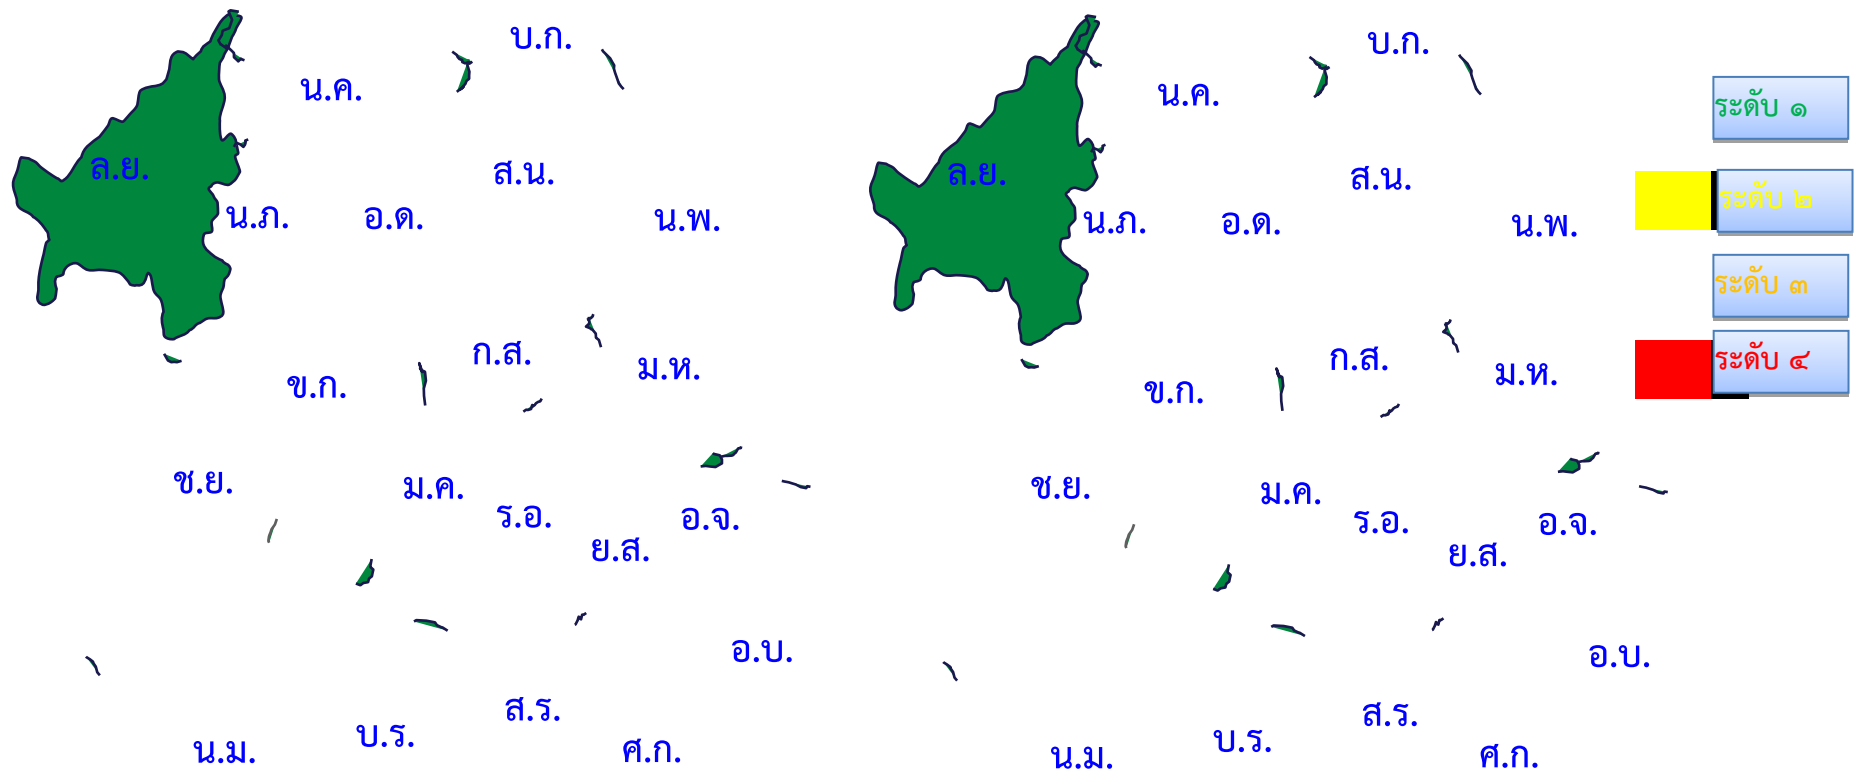 บ.ก.
น.ค.
ล.ย.
ส.น.
น.ภ.
อ.ด.
น.พ.
ก.ส.
ม.ห.
ข.ก.
ช.ย.
ม.ค.
ร.อ.
อ.จ.
ย.ส.
อ.บ.
ส.ร.
บ.ร.
น.ม.
ศ.ก.
บ.ก.
น.ค.
ล.ย.
ส.น.
น.ภ.
อ.ด.
น.พ.
ก.ส.
ม.ห.
ข.ก.
ช.ย.
ม.ค.
ร.อ.
อ.จ.
ย.ส.
อ.บ.
ส.ร.
บ.ร.
น.ม.
ศ.ก.
ระดับ ๑
ระดับ ๒
ระดับ ๓
ระดับ ๔